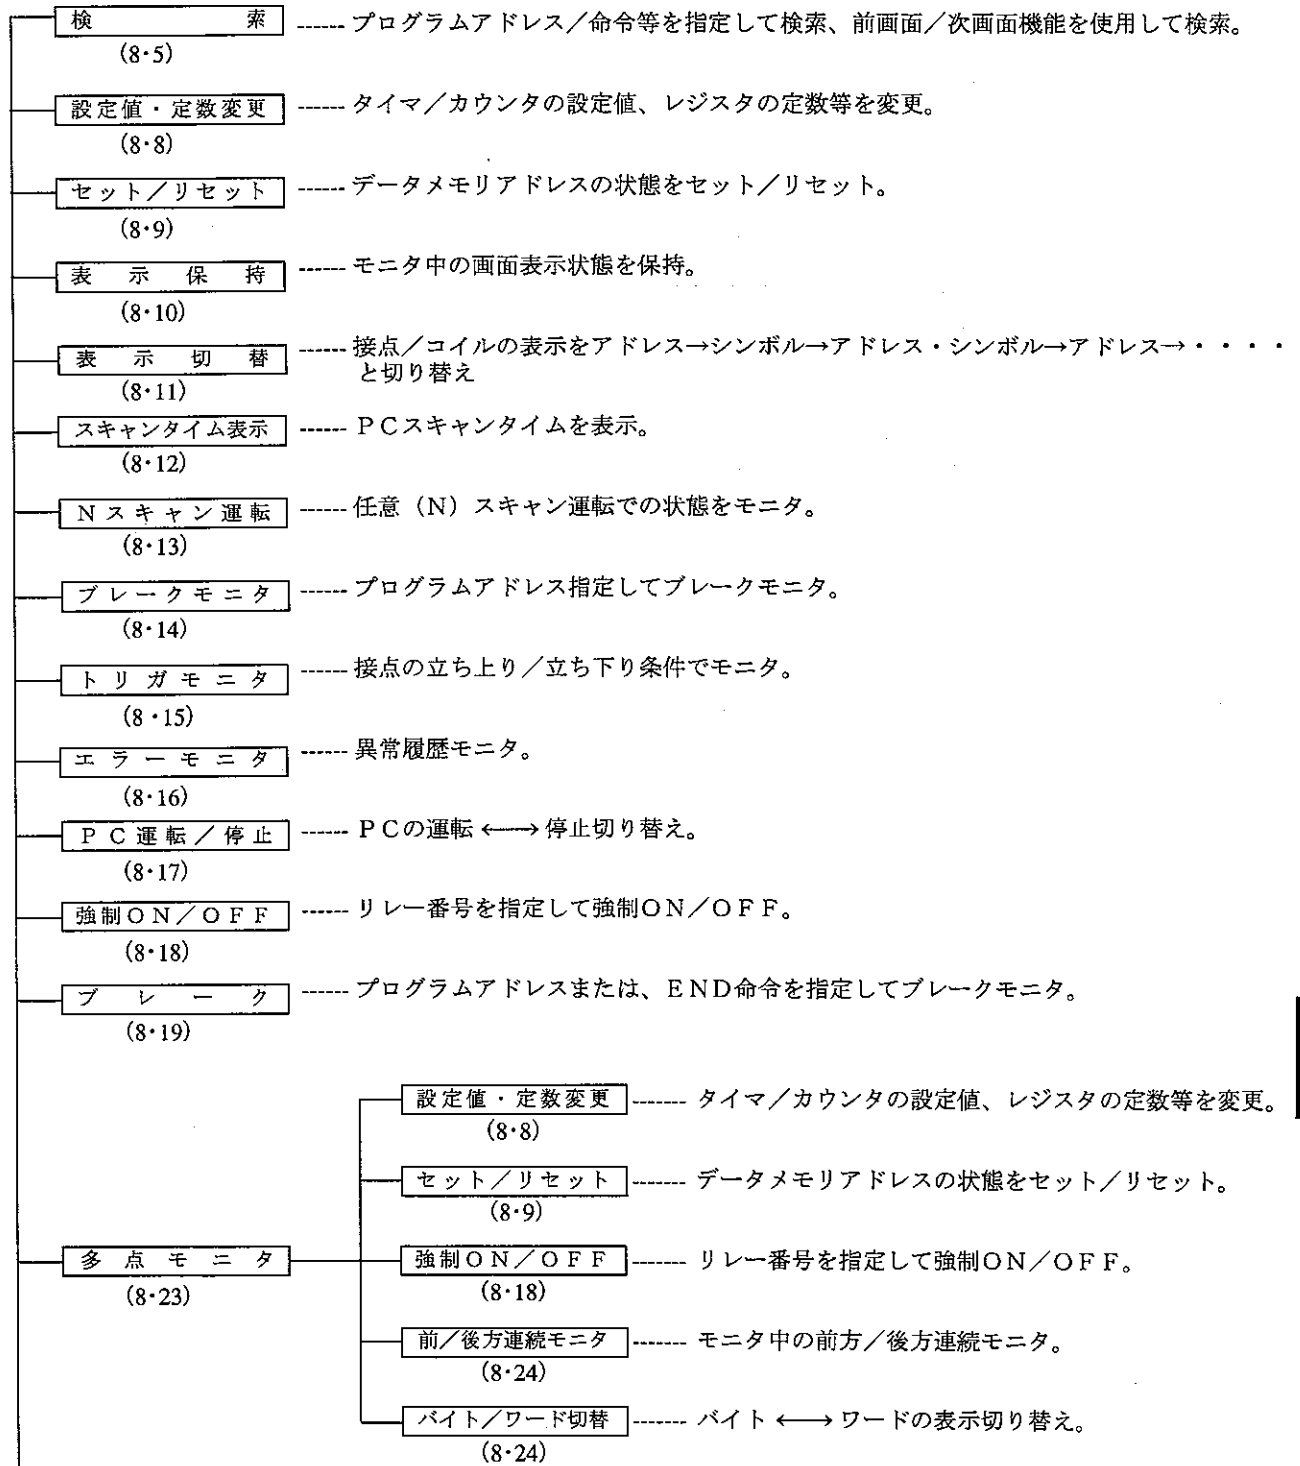 検索 ------ プログラムアドレス／命令等を指定して検索、前画面／次画面機能を使用して検索。
(8・5)
設定値・定数変更 ------ タイマ／カウンタの設定値、レジスタの定数等を変更。
(8・8)
セット／リセット ------ データメモリアドレスの状態をセット／リセット。
(8・9)
表示保持 ------ モニタ中の画面表示状態を保持。
(8・10)
表示切替 ------ 接点／コイルの表示をアドレス→シンボル→アドレス・シンボル→アドレス→・・・・
と切り替え
(8・11)
スキャンタイム表示 ------ ＰＣスキャンタイムを表示。
(8・12)
Ｎスキャン運転 ------ 任意（Ｎ）スキャン運転での状態をモニタ。
(8・13)
ブレークモニタ ------ プログラムアドレス指定してブレークモニタ。
(8・14)
トリガモニタ ------ 接点の立ち上り／立ち下り条件でモニタ。
(8・15)
エラーモニタ ------ 異常履歴モニタ。
(8・16)
ＰＣ運転／停止 ------ ＰＣの運転←→停止切り替え。
(8・17)
強制ＯＮ／ＯＦＦ ------ リレー番号を指定して強制ＯＮ／ＯＦＦ。
(8・18)
ブレーク ------ プログラムアドレスまたは、ＥＮＤ命令を指定してブレークモニタ。
(8・19)
設定値・定数変更 ------- タイマ／カウンタの設定値、レジスタの定数等を変更。
(8・8)
セット／リセット ------- データメモリアドレスの状態をセット／リセット。
(8・9)
多点モニタ 強制ＯＮ／ＯＦＦ ------- リレー番号を指定して強制ＯＮ／ＯＦＦ。
(8・23) (8・18)
前／後方連続モニタ ------- モニタ中の前方／後方連続モニタ。
(8・24)
バイト／ワード切替 ------- バイト←→ワードの表示切り替え。
(8・24)